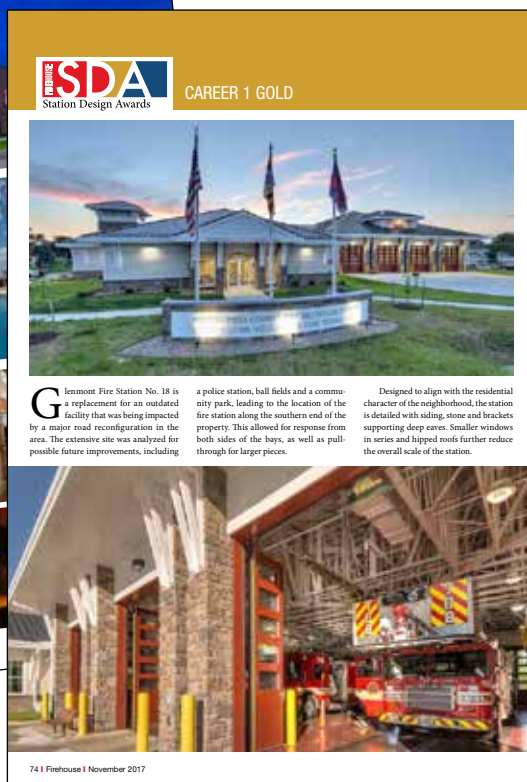 FIREHOUSE
SDA
Station Design Awards
CAREER 1 GOLD
Glenmont Fire Station No. 18 is
a replacement for an outdated
facility that was being impacted
by a major road reconfiguration in the
area. The extensive site was analyzed for
possible future improvements, including
a police station, ball fields and a commu-
nity park, leading to the location of the
fire station along the southern end of the
property. This allowed for response from
both sides of the bays, as well as pull-
through for larger pieces.
Designed to align with the residential
character of the neighborhood, the station
is detailed with siding, stone and brackets
supporting deep eaves. Smaller windows
in series and hipped roofs further reduce
the overall scale of the station.
74 I Firehouse I November 2017